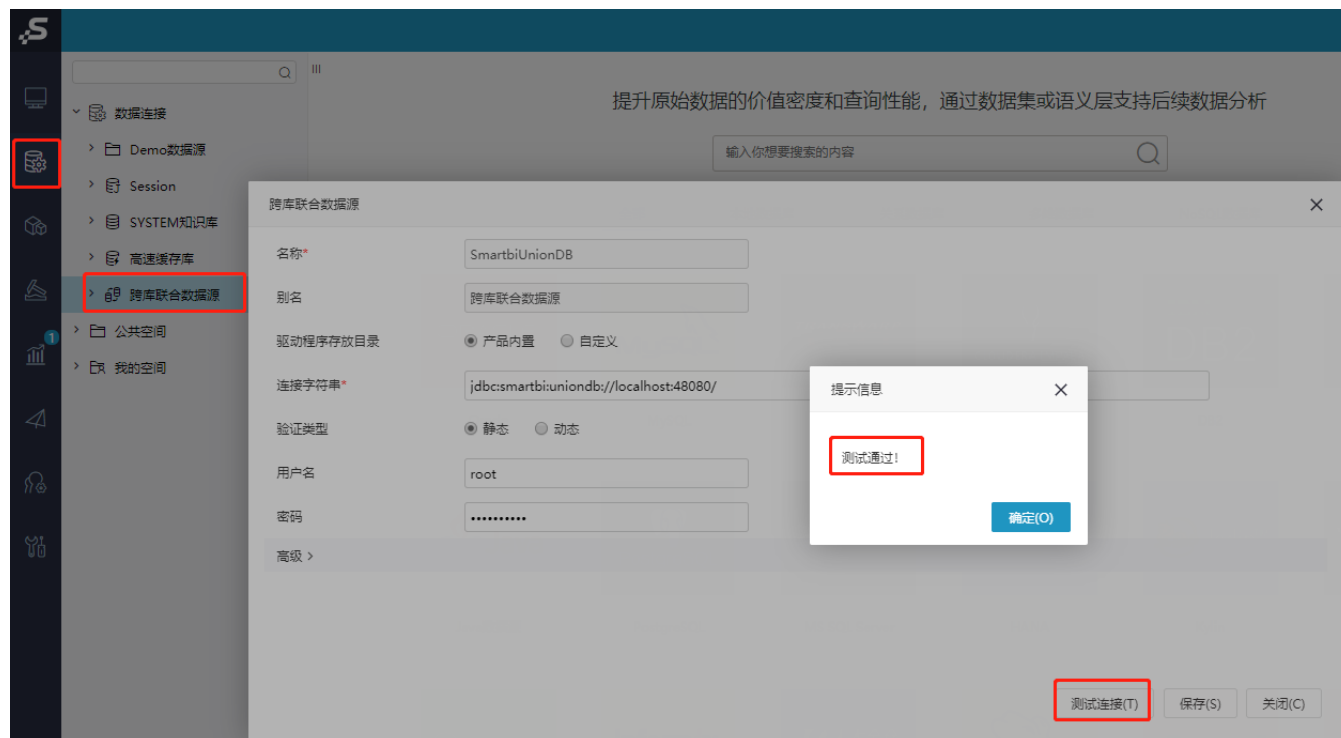 S
提升原始数据的价值密度和查询性能，通过数据集或语义层支持后续数据分析
输入你想要搜索的内容
数据连接
Demo数据源
Session
SYSTEM知识库
高速缓存库
跨库联合数据源
公共空间
我的空间
1
跨库联合数据源
名称* SmartbiUnionDB
别名 跨库联合数据源
驱动程序存放目录 产品内置 自定义
连接字符串* jdbc:smartbi:uniondb://localhost:48080/
验证类型 静态 动态
用户名 root
密码 ••••••••••
高级 >
提示信息
测试通过!
确定(O)
测试连接(T) 保存(S) 关闭(C)